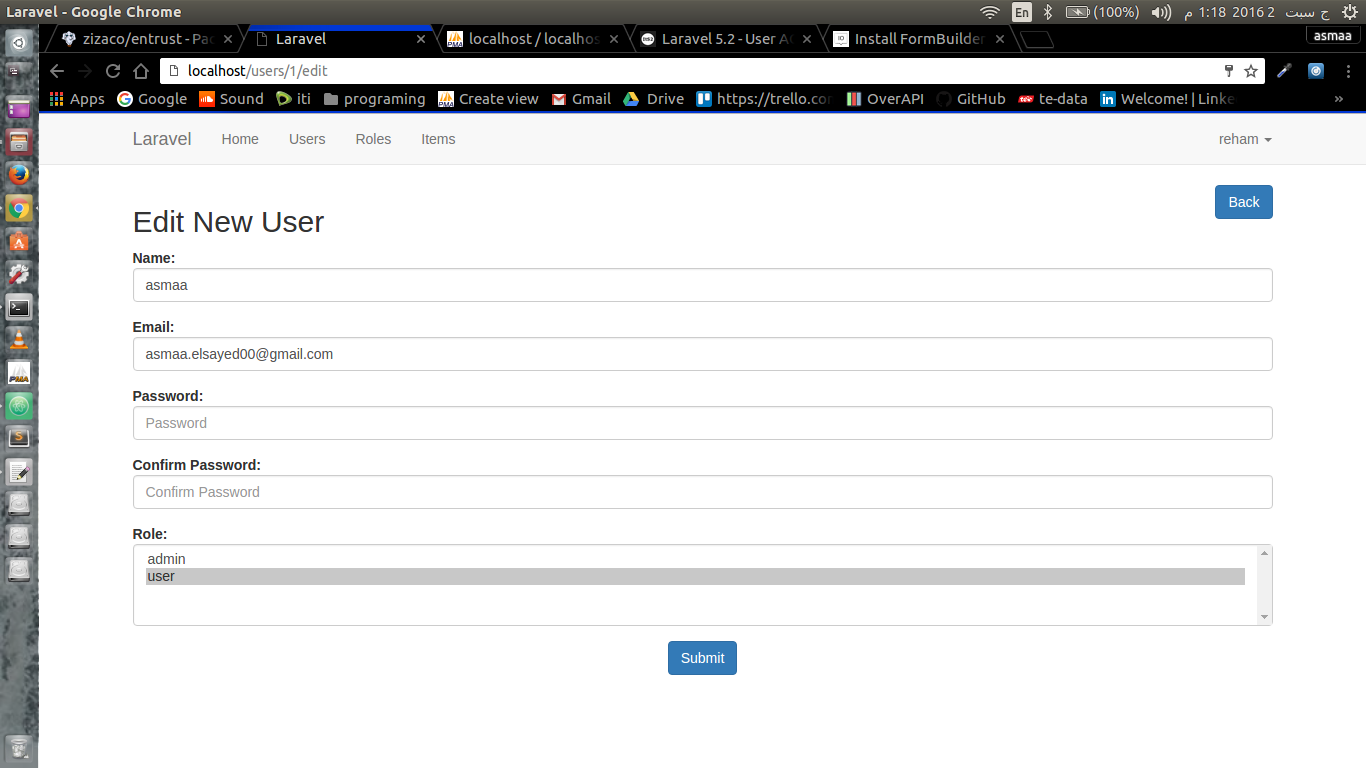 Laravel - Google Chrome
En
(100%)
ج سبت 2 2016 1:18 م
zizaco/entrust - Pac
Laravel
localhost / localhos
Laravel 5.2 - User AC
Install FormBuilder
asmaa
localhost/users/1/edit
Apps
Google
Sound
iti
programing
Create view
Gmail
Drive
https://trello.cor
OverAPI
GitHub
te-data
Welcome! | Linke
»
Laravel
Home
Users
Roles
Items
reham
Back
Edit New User
Name:
asmaa
Email:
asmaa.elsayed00@gmail.com
Password:
Password
Confirm Password:
Confirm Password
Role:
admin
user
Submit